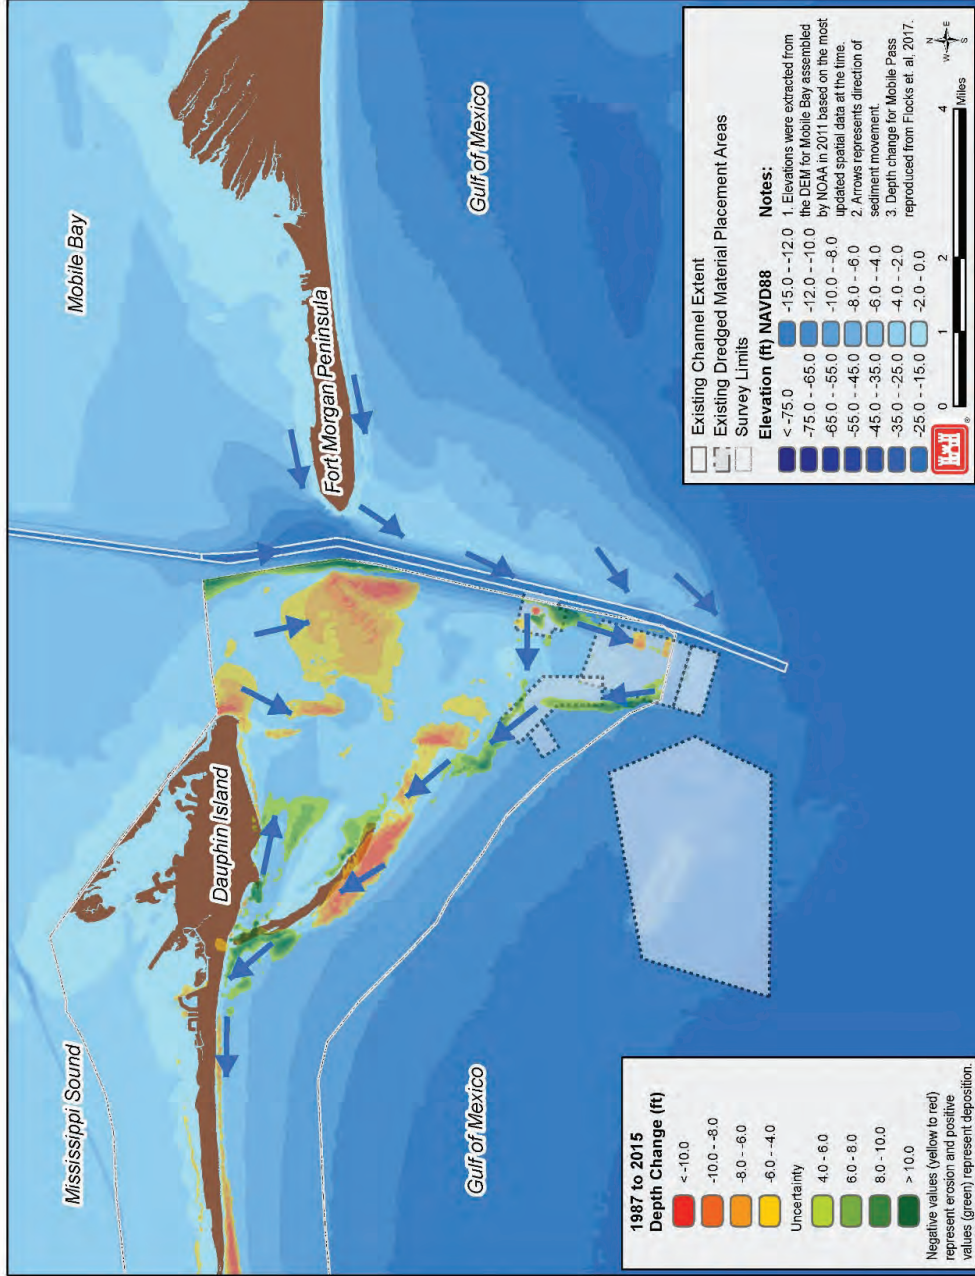 Mississippi Sound
Mobile Bay
Dauphin Island
Fort Morgan Peninsula
Gulf of Mexico
Gulf of Mexico
1987 to 2015
Depth Change (ft)
< -10.0
-10.0 - -8.0
-8.0 - -6.0
-6.0 - -4.0
Uncertainty
4.0 - 6.0
6.0 - 8.0
8.0 - 10.0
> 10.0
Negative values (yellow to red)
represent erosion and positive
values (green) represent deposition.
Existing Channel Extent
Existing Dredged Material Placement Areas
Survey Limits
Elevation (ft) NAVD88
< -75.0
-75.0 - -65.0
-65.0 - -55.0
-55.0 - -45.0
-45.0 - -35.0
-35.0 - -25.0
-25.0 - -15.0
-15.0 - -12.0
-12.0 - -10.0
-10.0 - -8.0
-8.0 - -6.0
-6.0 - -4.0
-4.0 - -2.0
-2.0 - 0.0
Notes:
1. Elevations were extracted from
the DEM for Mobile Bay assembled
by NOAA in 2011 based on the most
updated spatial data at the time.
2. Arrows represents direction of
sediment movement.
3. Depth change for Mobile Pass
reproduced from Flocks et. al. 2017.
0 1 2 4
Miles
N
W E
S
®